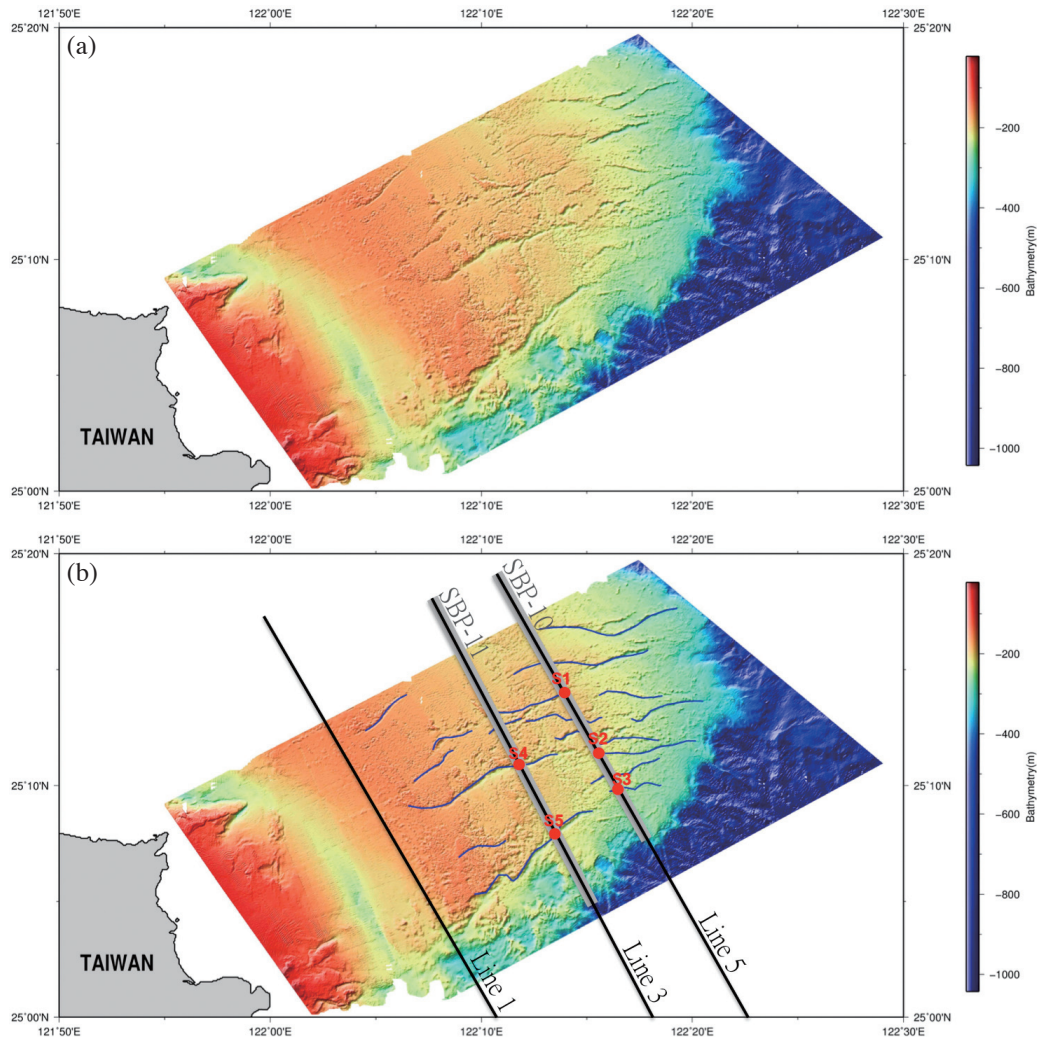 121˚50'E 122˚00'E 122˚10'E 122˚20'E 122˚30'E
25˚20'N 25˚20'N
(a)
-200
25˚10'N 25˚10'N
-400
-600
Bathymetry(m)
-800
TAIWAN
-1000
25˚00'N 25˚00'N
121˚50'E 122˚00'E 122˚10'E 122˚20'E 122˚30'E
121˚50'E 122˚00'E 122˚10'E 122˚20'E 122˚30'E
25˚20'N 25˚20'N
(b)
SBP-11
SBP-10
-200
S1
S2
S4
S3
25˚10'N 25˚10'N
-400
S5
-600
Bathymetry(m)
-800
TAIWAN
Line 1
Line 3
Line 5
-1000
25˚00'N 25˚00'N
121˚50'E 122˚00'E 122˚10'E 122˚20'E 122˚30'E